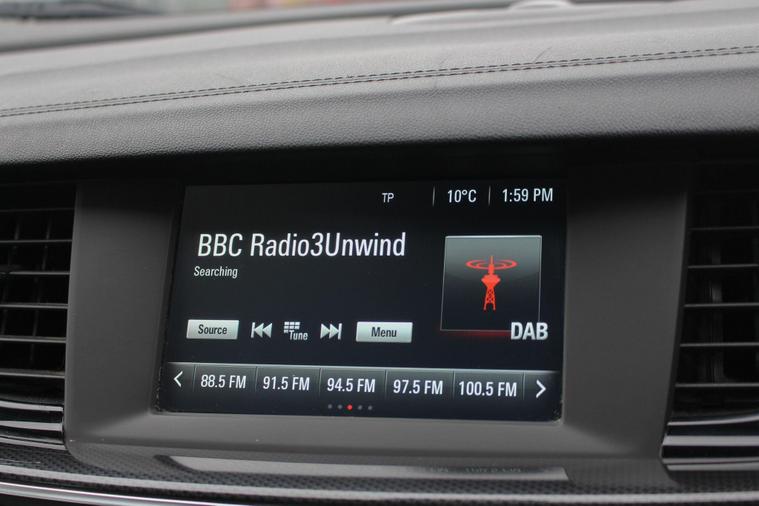 TP 10°C 1:59 PM
BBC Radio3Unwind
Searching
DAB
Source Tune Menu
88.5 FM 91.5 FM 94.5 FM 97.5 FM 100.5 FM